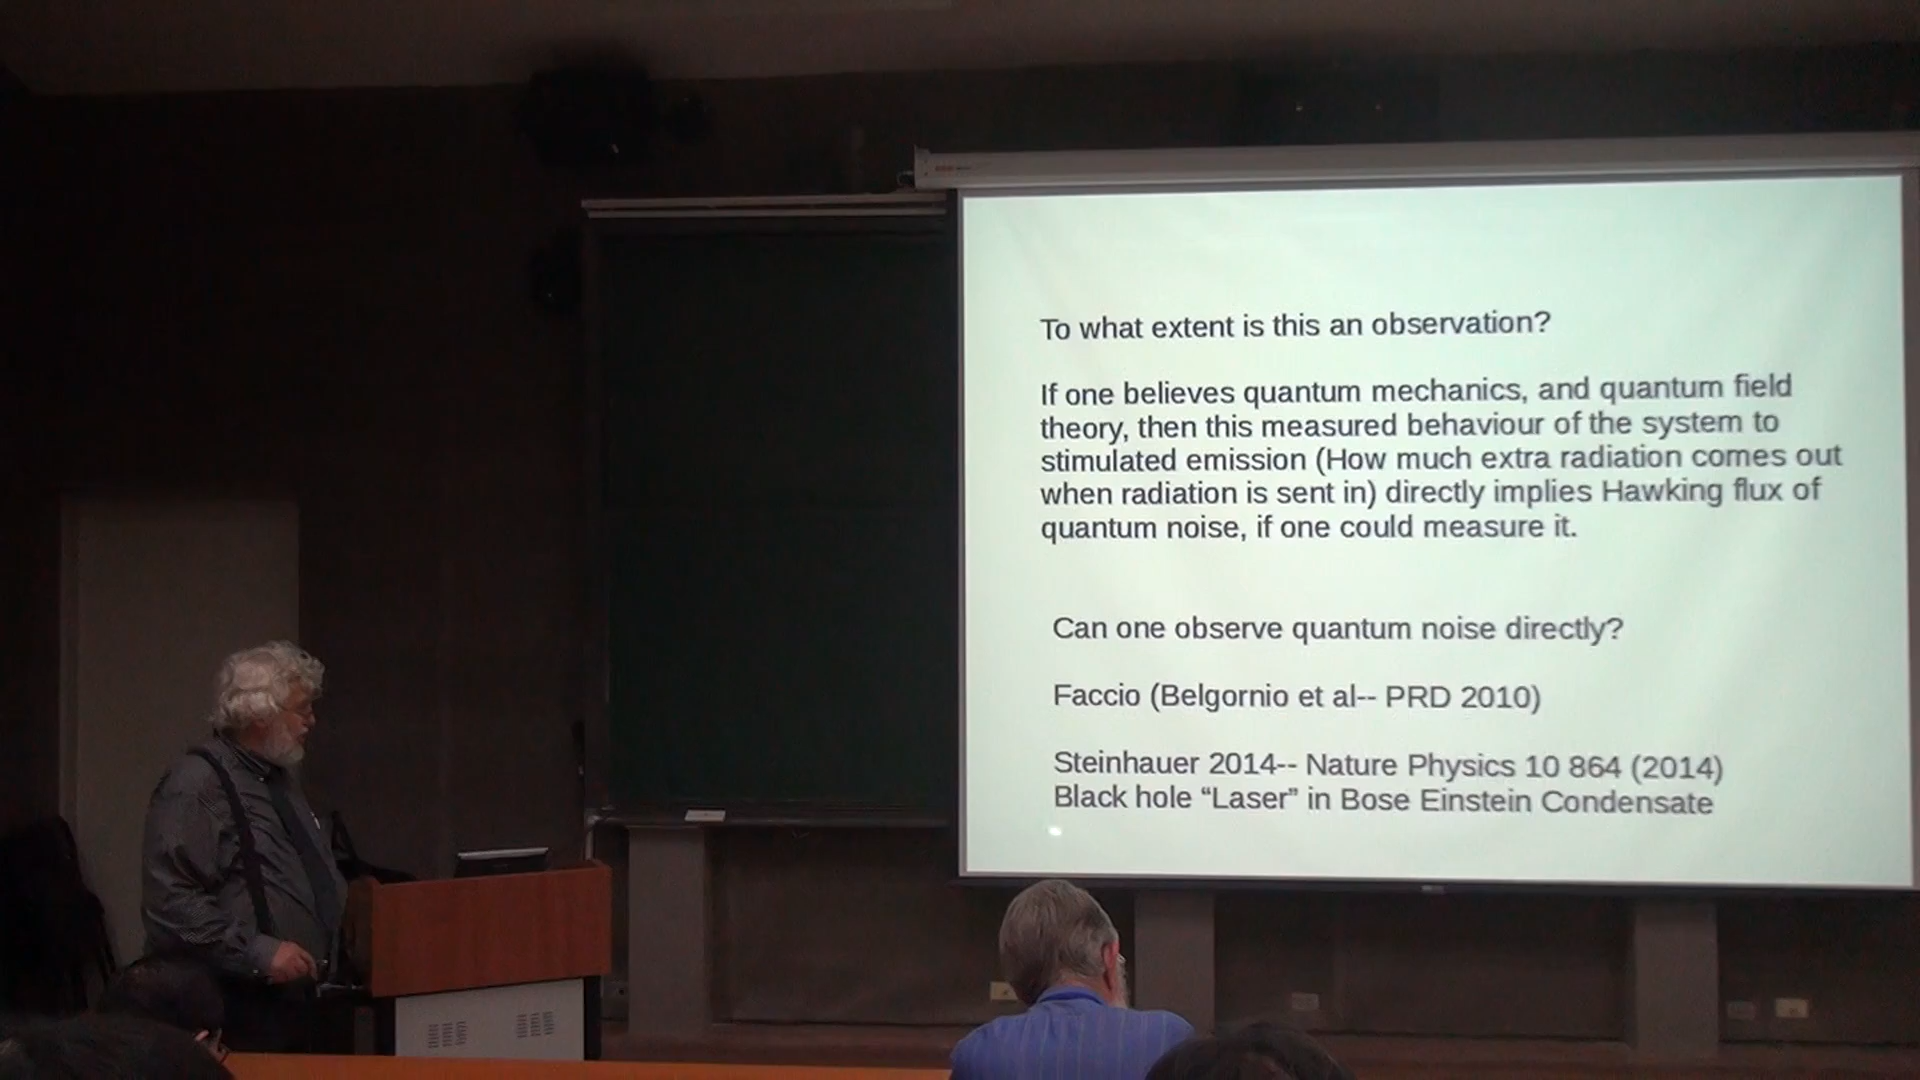 To what extent is this an observation?
If one believes quantum mechanics, and quantum field
theory, then this measured behaviour of the system to
stimulated emission (How much extra radiation comes out
when radiation is sent in) directly implies Hawking flux of
quantum noise, if one could measure it.
Can one observe quantum noise directly?
Faccio (Belgornio et al-- PRD 2010)
Steinhauer 2014-- Nature Physics 10 864 (2014)
Black hole “Laser” in Bose Einstein Condensate